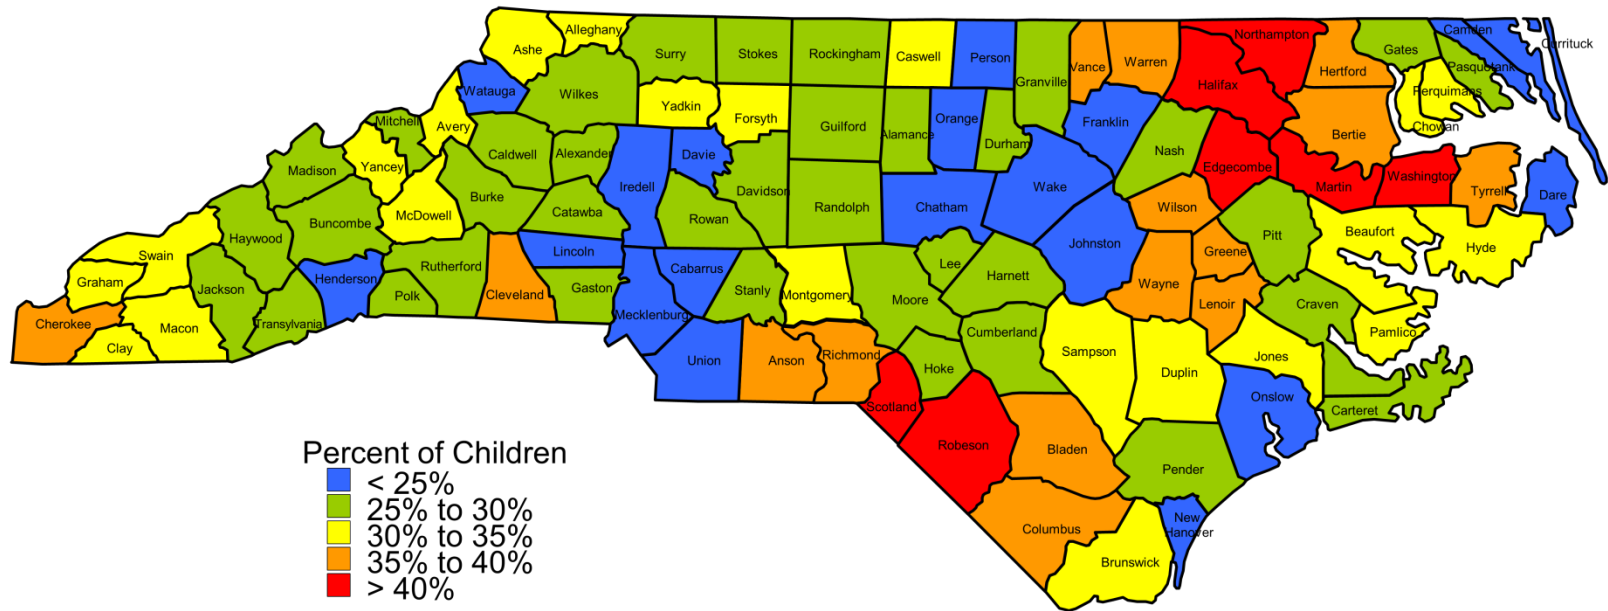 Alleghany
Ashe
Surry
Stokes
Rockingham
Caswell
Person
Granville
Vance
Warren
Northampton
Halifax
Hertford
Gates
Camden
Currituck
Pasquotank
Perquimans
Chowan
Watauga
Wilkes
Yadkin
Forsyth
Guilford
Alamance
Orange
Durham
Franklin
Nash
Edgecombe
Bertie
Martin
Washington
Tyrrell
Dare
Mitchell
Avery
Yancey
Madison
Caldwell
Alexander
Iredell
Davie
Davidson
Randolph
Chatham
Wake
Wilson
Pitt
Beaufort
Hyde
Burke
McDowell
Buncombe
Haywood
Catawba
Rowan
Johnston
Greene
Swain
Graham
Jackson
Henderson
Rutherford
Polk
Cleveland
Lincoln
Gaston
Cabarrus
Stanly
Montgomery
Moore
Lee
Harnett
Wayne
Lenoir
Craven
Pamlico
Cherokee
Macon
Clay
Transylvania
Mecklenburg
Union
Anson
Richmond
Hoke
Cumberland
Sampson
Duplin
Jones
Onslow
Carteret
Scotland
Robeson
Bladen
Pender
Columbus
Brunswick
New
Hanover
Percent of Children
< 25%
25% to 30%
30% to 35%
35% to 40%
> 40%